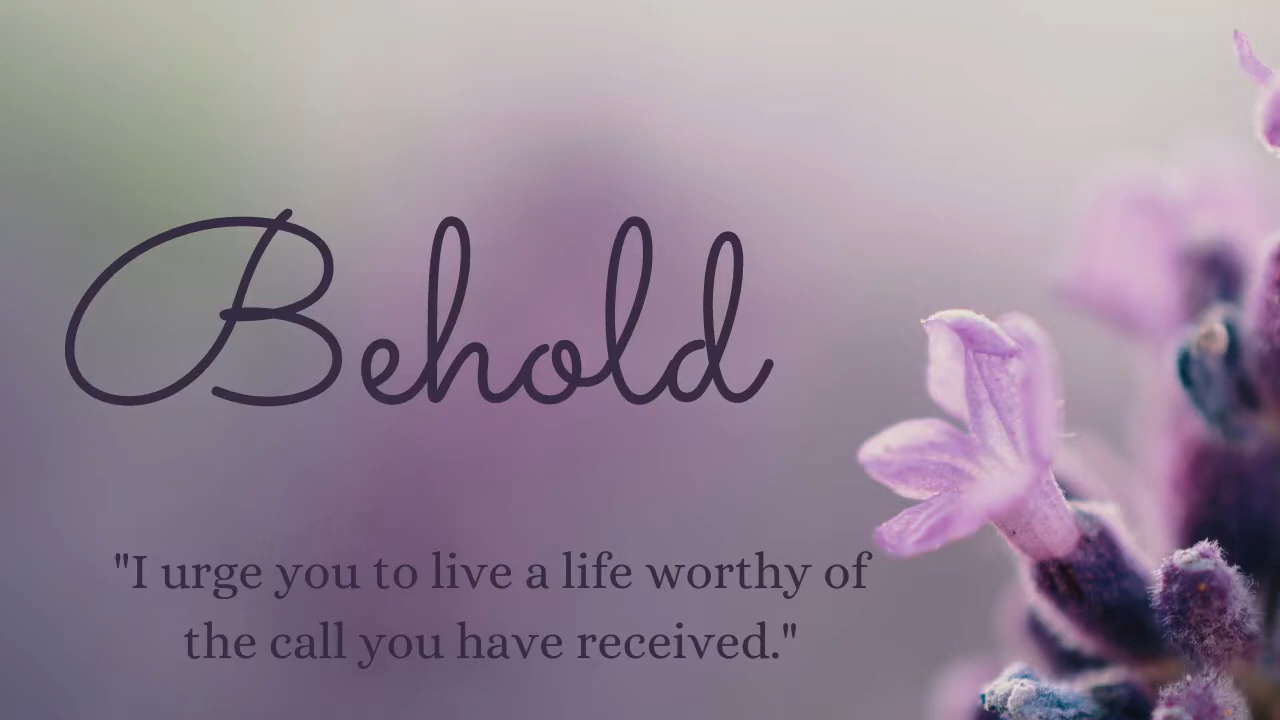 Behold
"I urge you to live a life worthy of
the call you have received."